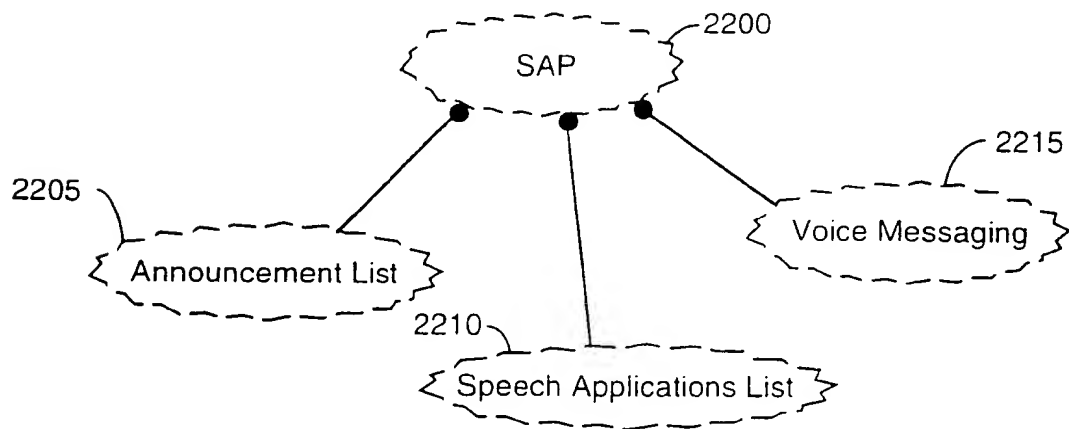 2200
SAP
2215
2205
Voice Messaging
Announcement List
2210
Speech Applications List